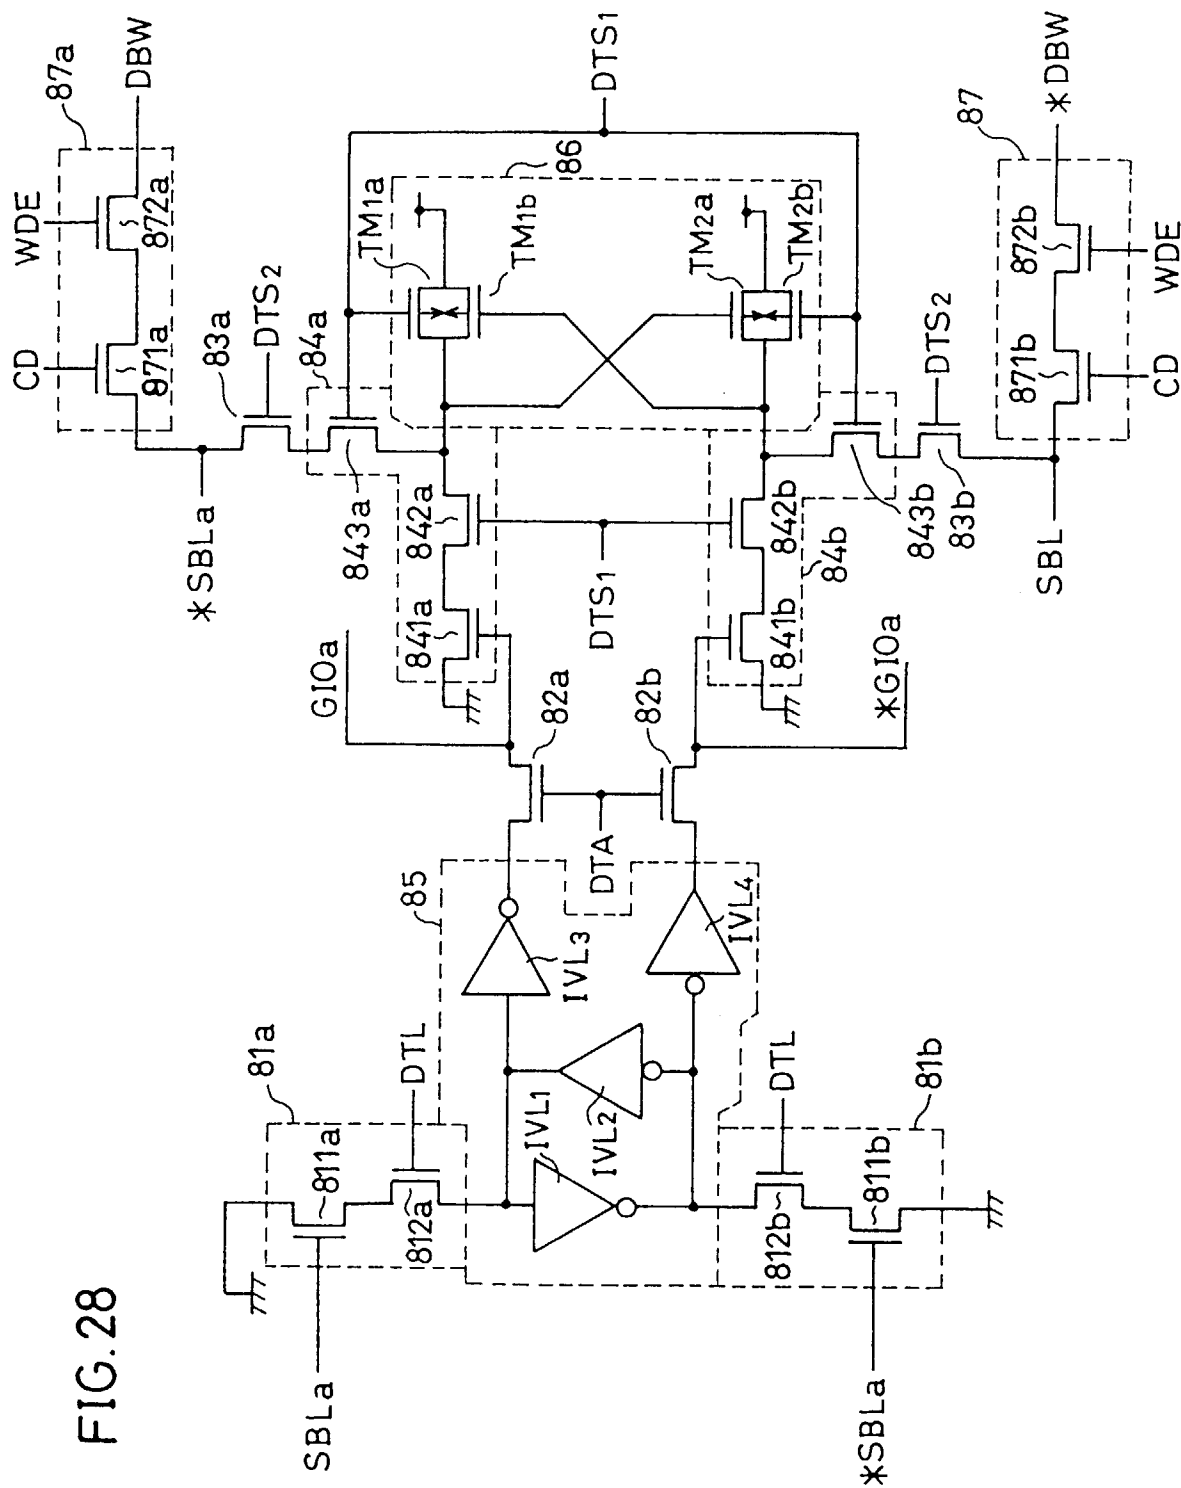 FIG. 28
SBLa
*SBLa
81a
811a
812a
DTL
IVL1
IVL2
IVL3
IVL4
85
812b
811b
DTL
81b
DTA
82a
82b
GIOa
*GIOa
841a
842a
843a
84a
841b
842b
84b
843b
83b
DTS1
*SBLa
83a
DTS2
DTS2
SBL
CD
WDE
871a
872a
87a
DBW
TM1a
TM1b
86
TM2a
TM2b
DTS1
87
871b
872b
CD
WDE
*DBW